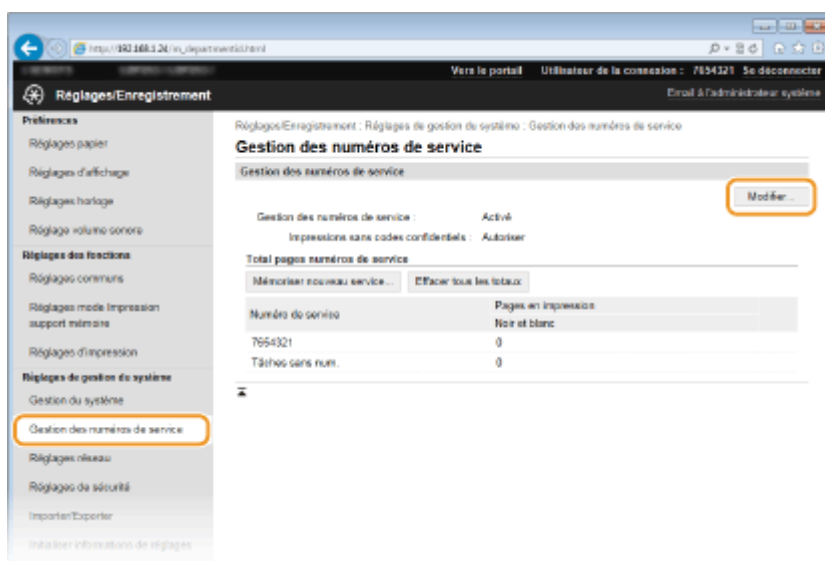 http://192.168.1.24/m_departmentid.html
Vers le portail Utilisateur de la connexion : 7654321 Se déconnecter
Réglages/Enregistrement
Email à l'administrateur système
Préférences
Réglages papier
Réglages d'affichage
Réglages horloge
Réglage volume sonore
Réglages des fonctions
Réglages communs
Réglages mode Impression
support mémoire
Réglages d'impression
Réglages de gestion du système
Gestion du système
Gestion des numéros de service
Réglages réseau
Réglages de sécurité
Importer/Exporter
Initialiser informations de réglages
Réglages/Enregistrement : Réglages de gestion du système : Gestion des numéros de service
Gestion des numéros de service
Gestion des numéros de service
Modifier...
Gestion des numéros de service : Activé
Impressions sans codes confidentiels : Autoriser
Total pages numéros de service
Mémoriser nouveau service... Effacer tous les totaux
Numéro de service
Pages en impression
Noir et blanc
7654321 0
Tâches sans num. 0